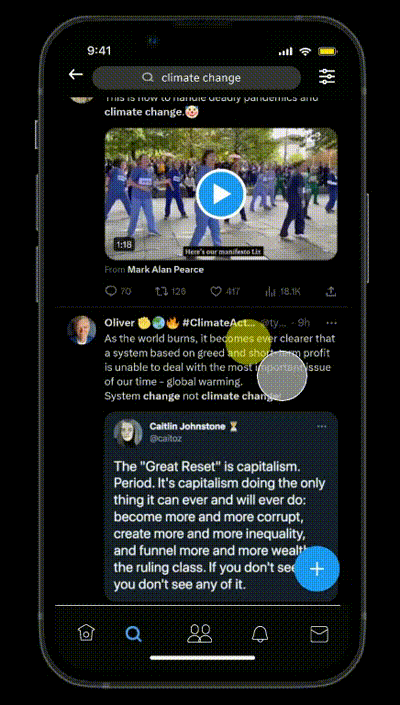 9:41
climate change
This is how to handle deadly pandemics and
climate change.🤡
1:18
Here's our manifesto Liz
From Mark Alan Pearce
70 126 417 18.1K
Oliver ✊🌍🔥 #ClimateAct... @ty... · 9h
As the world burns, it becomes ever clearer that
a system based on greed and short-term profit
is unable to deal with the most important issue
of our time - global warming.
System change not climate change!
Caitlin Johnstone ⏳
@caitoz
The "Great Reset" is capitalism.
Period. It's capitalism doing the only
thing it can ever and will ever do:
become more and more corrupt,
create more and more inequality,
and funnel more and more wealth
the ruling class. If you don't see
you don't see any of it.